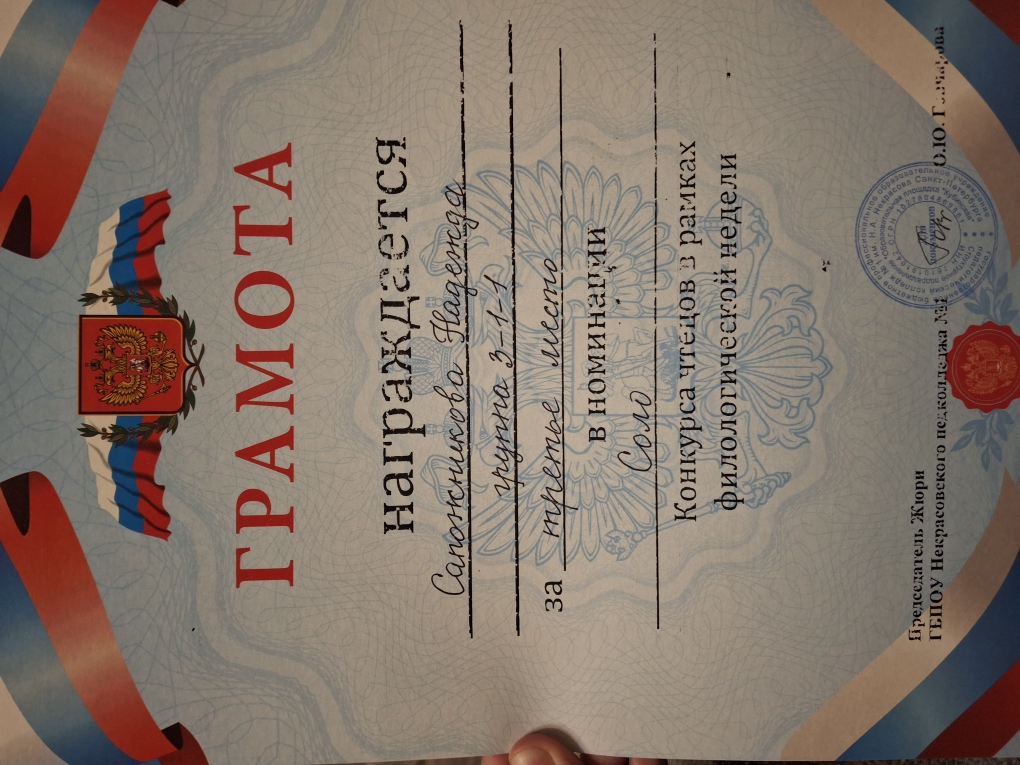 ГРАМОТА
награждается
Сапожникова Надежда
группа 3-1-1
за третье место
в номинации
Соло
Конкурса чтецов в рамках
филологической недели
Председатель Жюри
ГБПОУ Некрасовского педколледжа №1 О.Ю. Гончарова